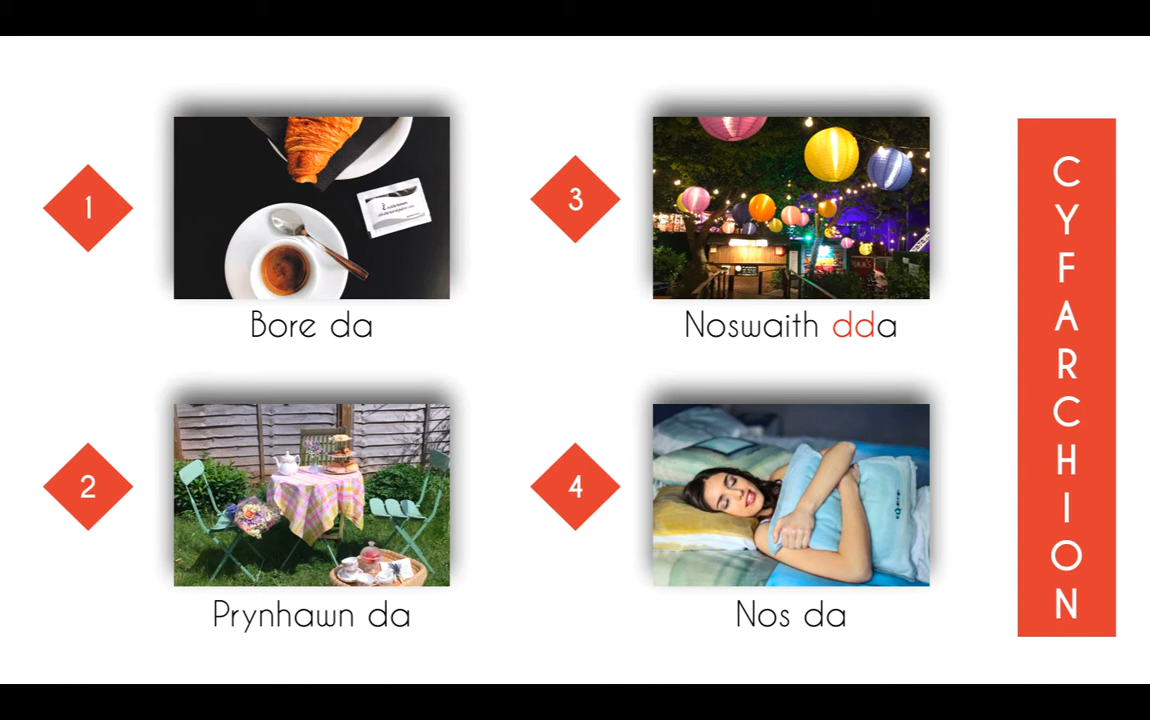 1
Bore da
2
Prynhawn da
3
Noswaith dda
4
Nos da
CYFARCHION